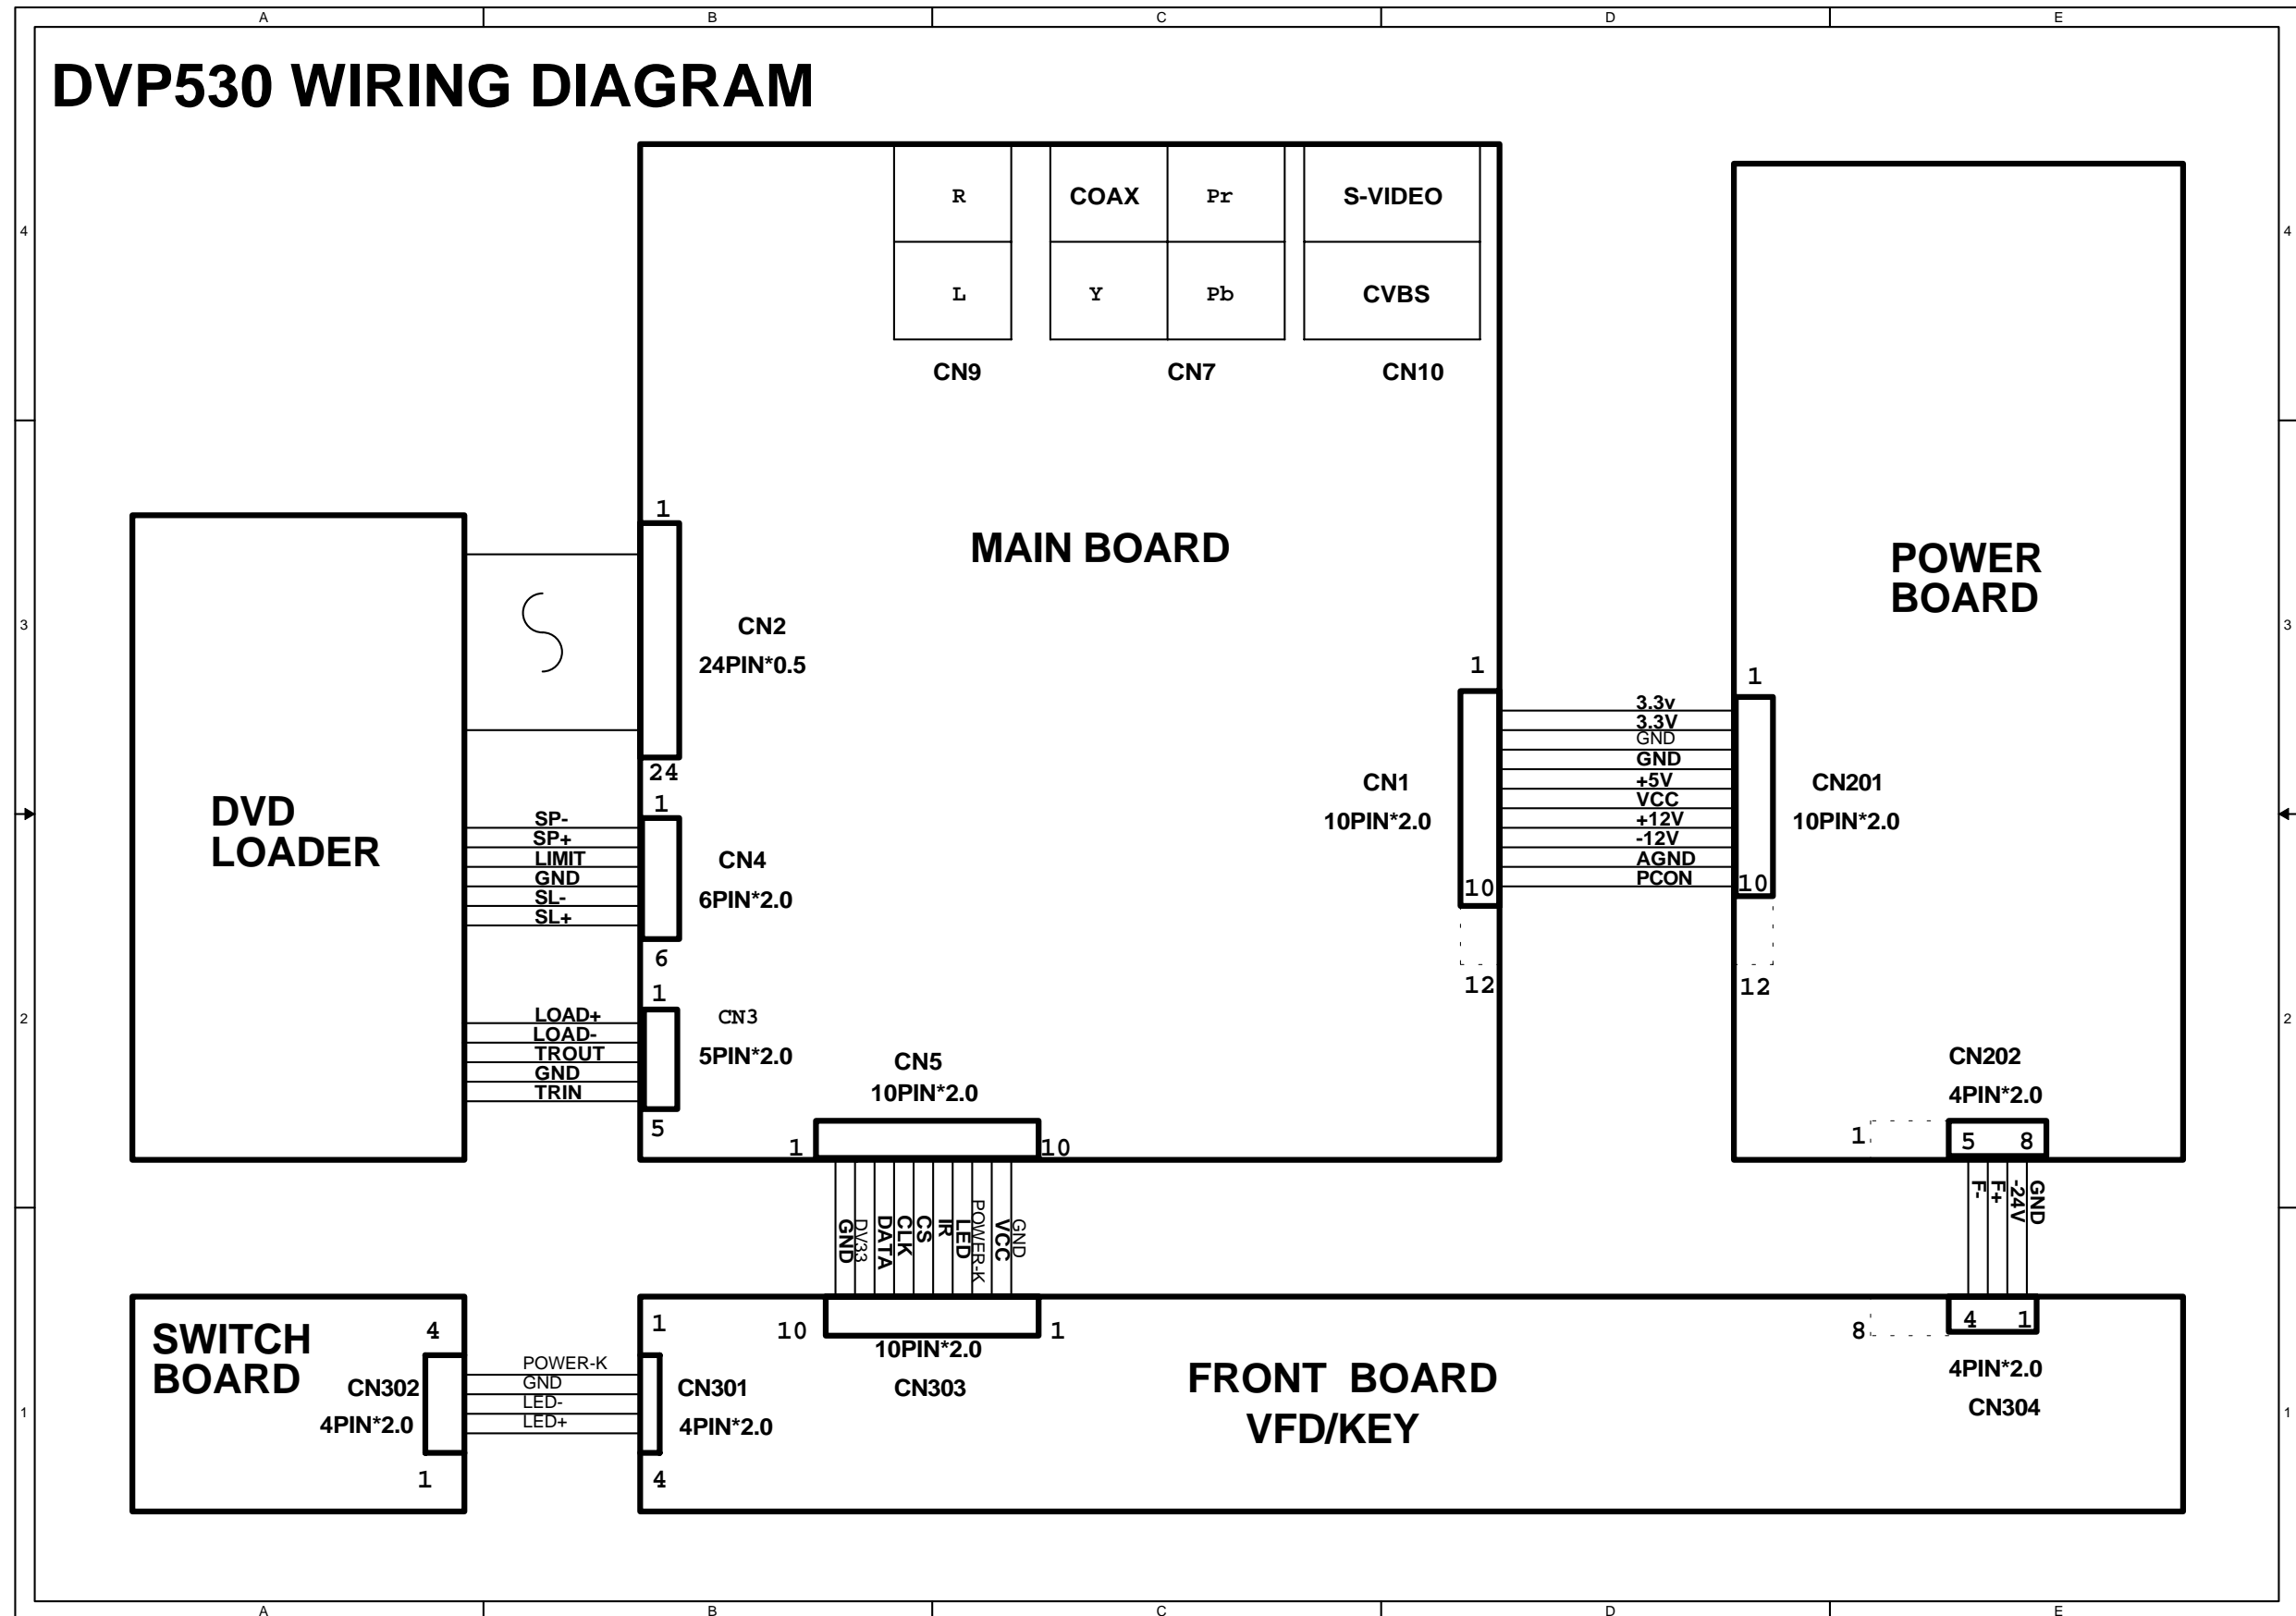 A B C D E
DVP530 WIRING DIAGRAM
R COAX Pr S-VIDEO
4 4
L Y Pb CVBS
CN9 CN7 CN10
1
MAIN BOARD
POWER
BOARD
3 3
CN2
24PIN*0.5
24
1 1
3.3v
3.3V
GND
GND
+5V
VCC
+12V
-12V
AGND
PCON
CN1
10PIN*2.0
CN201
10PIN*2.0
10 10
12 12
DVD
LOADER
1
SP-
SP+
LIMIT
GND
SL-
SL+
CN4
6PIN*2.0
6
1
2 2
LOAD+
LOAD-
TROUT
GND
TRIN
CN3
5PIN*2.0
5
CN5
10PIN*2.0
1 10
CN202
4PIN*2.0
1 5 8
GND
DV33
DATA
CLK
CS
IR
LED
POWER-K
VCC
GND
F-
F+
-24V
GND
SWITCH
BOARD
4
CN302
4PIN*2.0
1
POWER-K
GND
LED-
LED+
1
CN301
4PIN*2.0
4
10 1
10PIN*2.0
CN303
FRONT BOARD
VFD/KEY
8 4 1
4PIN*2.0
CN304
1 1
A B C D E